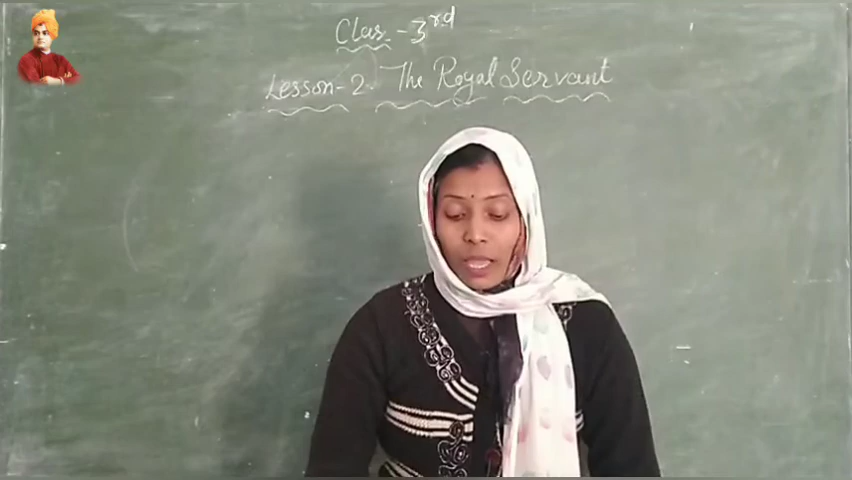 Clas - 3rd
Lesson - 2. The Royal Servant